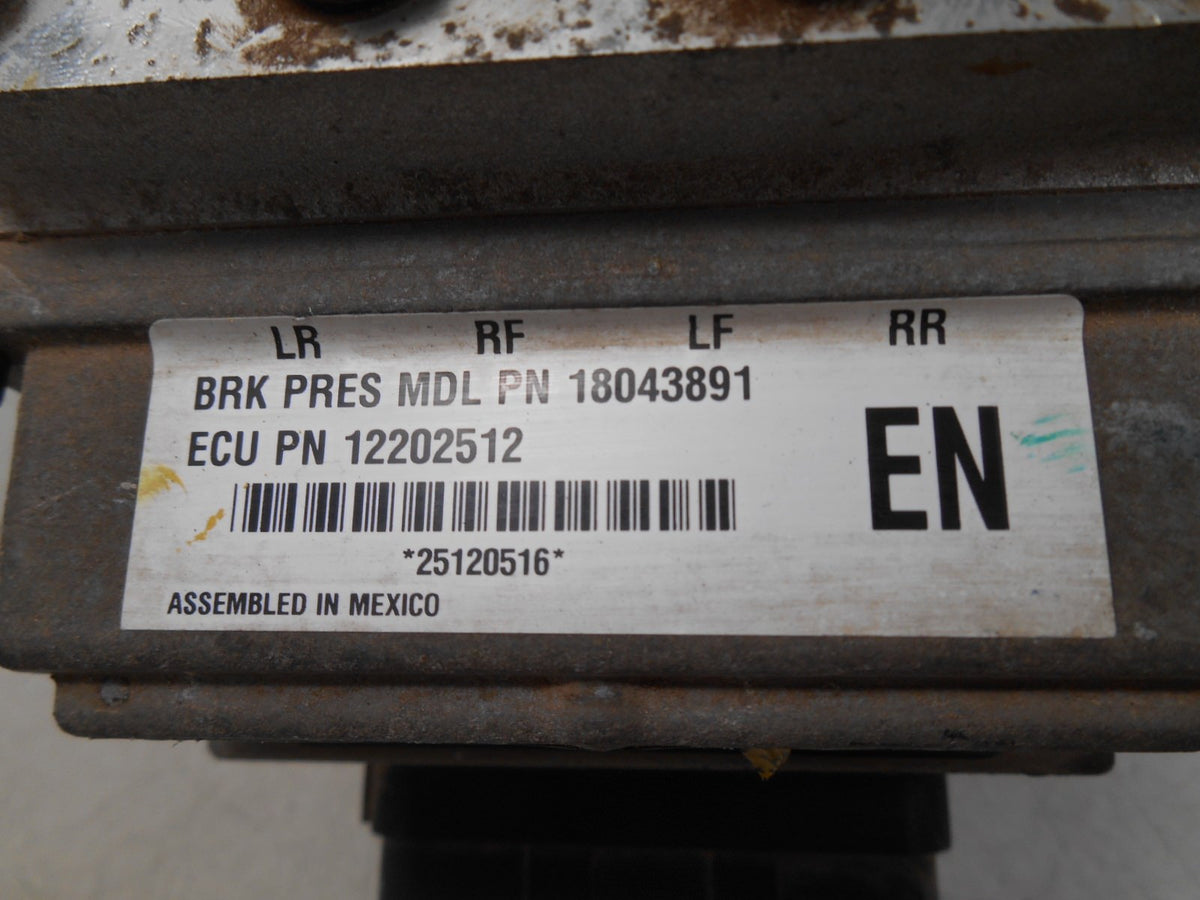 LR RF LF RR
BRK PRES MDL PN 18043891
ECU PN 12202512
EN
*25120516*
ASSEMBLED IN MEXICO